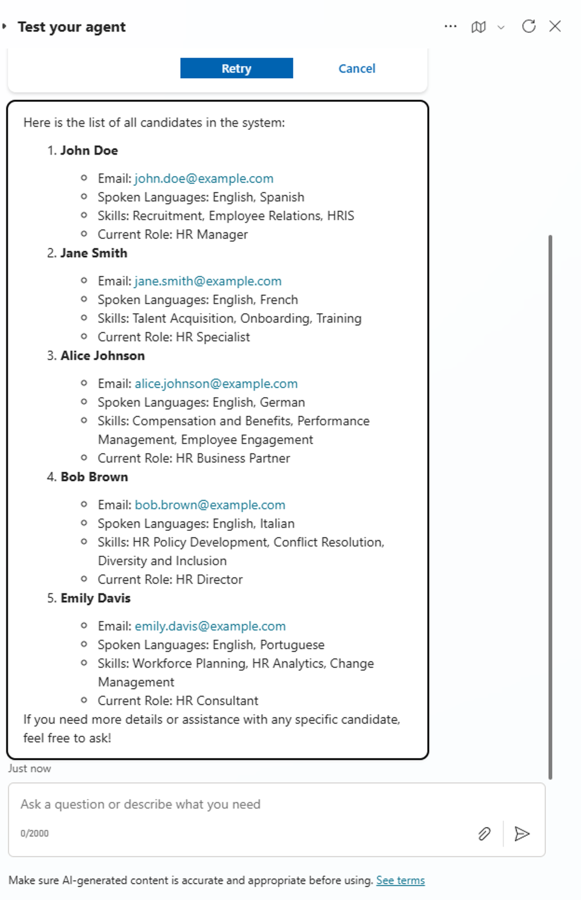 Test your agent
Retry
Cancel
Here is the list of all candidates in the system:
1. John Doe
Email: john.doe@example.com
Spoken Languages: English, Spanish
Skills: Recruitment, Employee Relations, HRIS
Current Role: HR Manager
2. Jane Smith
Email: jane.smith@example.com
Spoken Languages: English, French
Skills: Talent Acquisition, Onboarding, Training
Current Role: HR Specialist
3. Alice Johnson
Email: alice.johnson@example.com
Spoken Languages: English, German
Skills: Compensation and Benefits, Performance
Management, Employee Engagement
Current Role: HR Business Partner
4. Bob Brown
Email: bob.brown@example.com
Spoken Languages: English, Italian
Skills: HR Policy Development, Conflict Resolution,
Diversity and Inclusion
Current Role: HR Director
5. Emily Davis
Email: emily.davis@example.com
Spoken Languages: English, Portuguese
Skills: Workforce Planning, HR Analytics, Change
Management
Current Role: HR Consultant
If you need more details or assistance with any specific candidate,
feel free to ask!
Just now
Ask a question or describe what you need
0/2000
Make sure AI-generated content is accurate and appropriate before using. See terms